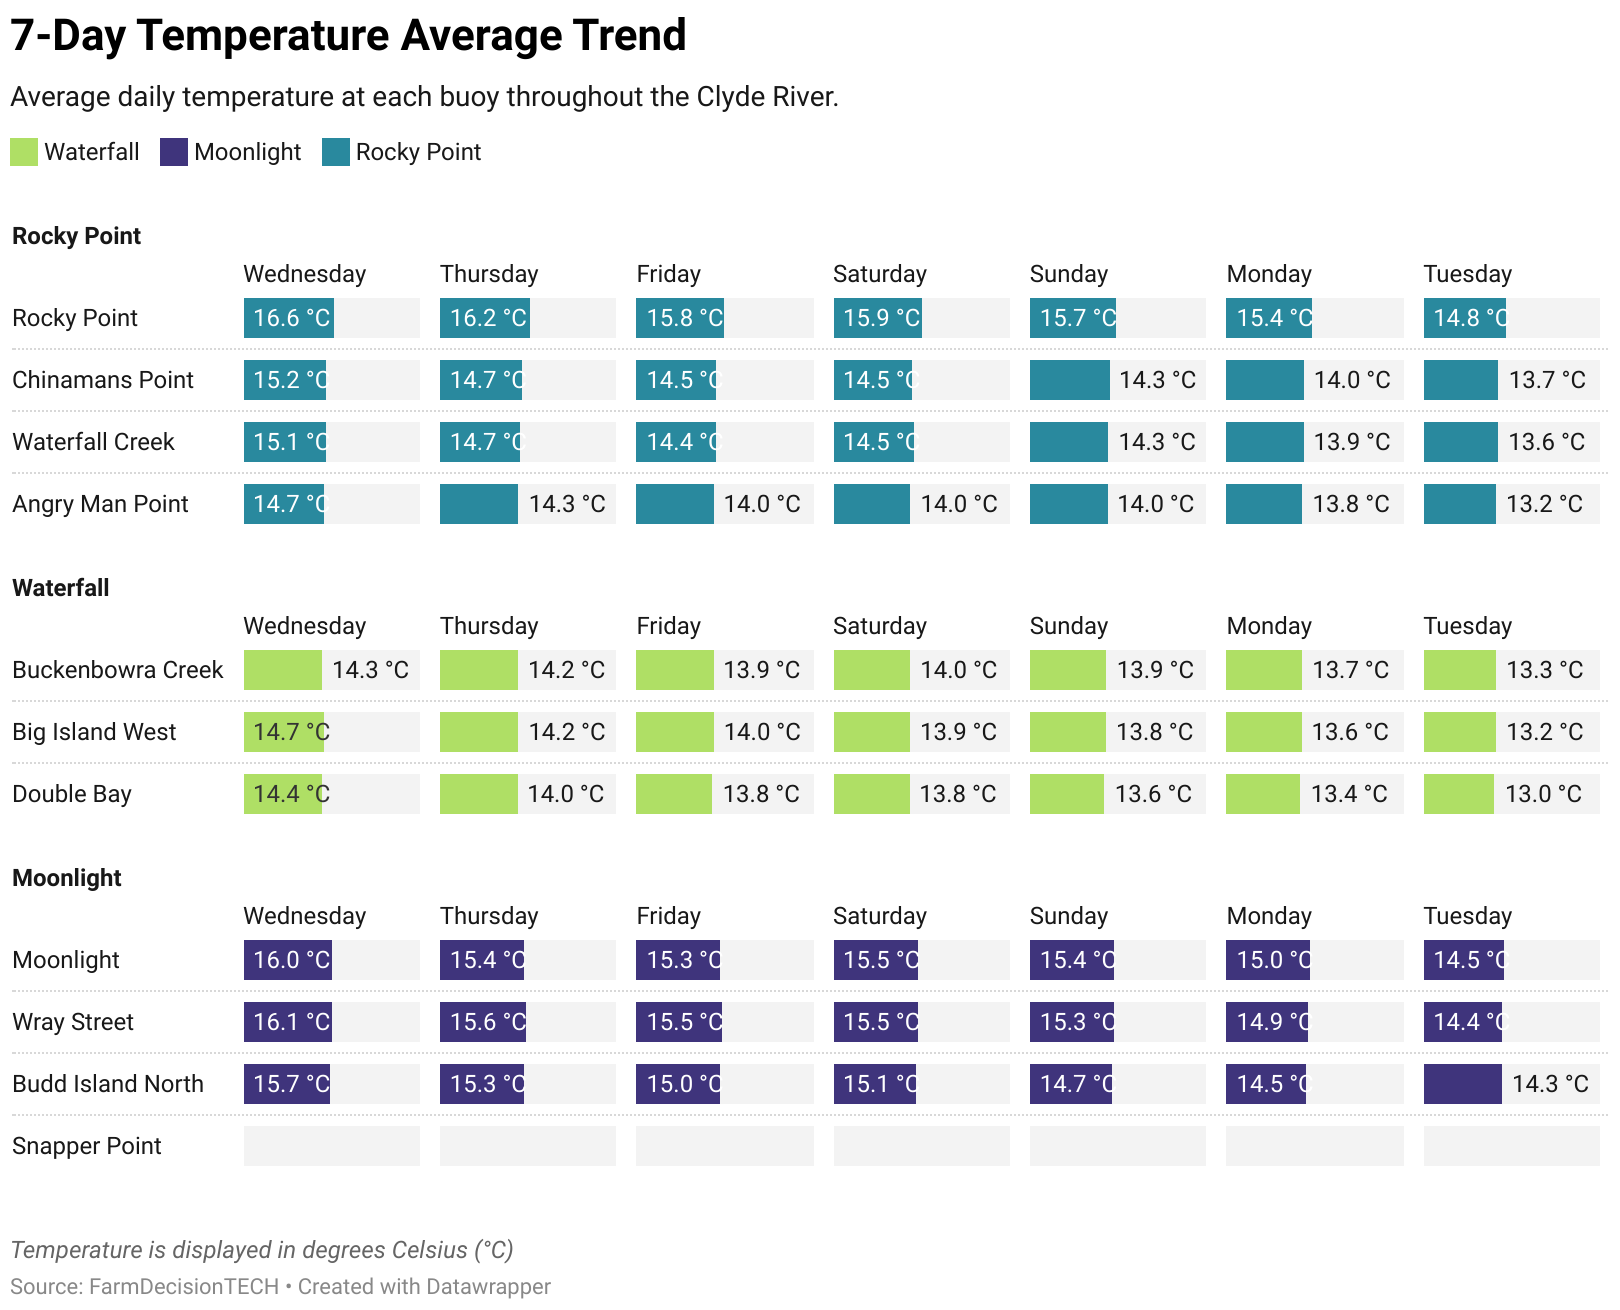 7-Day Temperature Average Trend
Average daily temperature at each buoy throughout the Clyde River.
Waterfall Moonlight Rocky Point
Rocky Point
Wednesday Thursday Friday Saturday Sunday Monday Tuesday
Rocky Point 16.6 °C 16.2 °C 15.8 °C 15.9 °C 15.7 °C 15.4 °C 14.8 °C
Chinamans Point 15.2 °C 14.7 °C 14.5 °C 14.5 °C 14.3 °C 14.0 °C 13.7 °C
Waterfall Creek 15.1 °C 14.7 °C 14.4 °C 14.5 °C 14.3 °C 13.9 °C 13.6 °C
Angry Man Point 14.7 °C 14.3 °C 14.0 °C 14.0 °C 14.0 °C 13.8 °C 13.2 °C
Waterfall
Wednesday Thursday Friday Saturday Sunday Monday Tuesday
Buckenbowra Creek 14.3 °C 14.2 °C 13.9 °C 14.0 °C 13.9 °C 13.7 °C 13.3 °C
Big Island West 14.7 °C 14.2 °C 14.0 °C 13.9 °C 13.8 °C 13.6 °C 13.2 °C
Double Bay 14.4 °C 14.0 °C 13.8 °C 13.8 °C 13.6 °C 13.4 °C 13.0 °C
Moonlight
Wednesday Thursday Friday Saturday Sunday Monday Tuesday
Moonlight 16.0 °C 15.4 °C 15.3 °C 15.5 °C 15.4 °C 15.0 °C 14.5 °C
Wray Street 16.1 °C 15.6 °C 15.5 °C 15.5 °C 15.3 °C 14.9 °C 14.4 °C
Budd Island North 15.7 °C 15.3 °C 15.0 °C 15.1 °C 14.7 °C 14.5 °C 14.3 °C
Snapper Point
Temperature is displayed in degrees Celsius (°C)
Source: FarmDecisionTECH • Created with Datawrapper